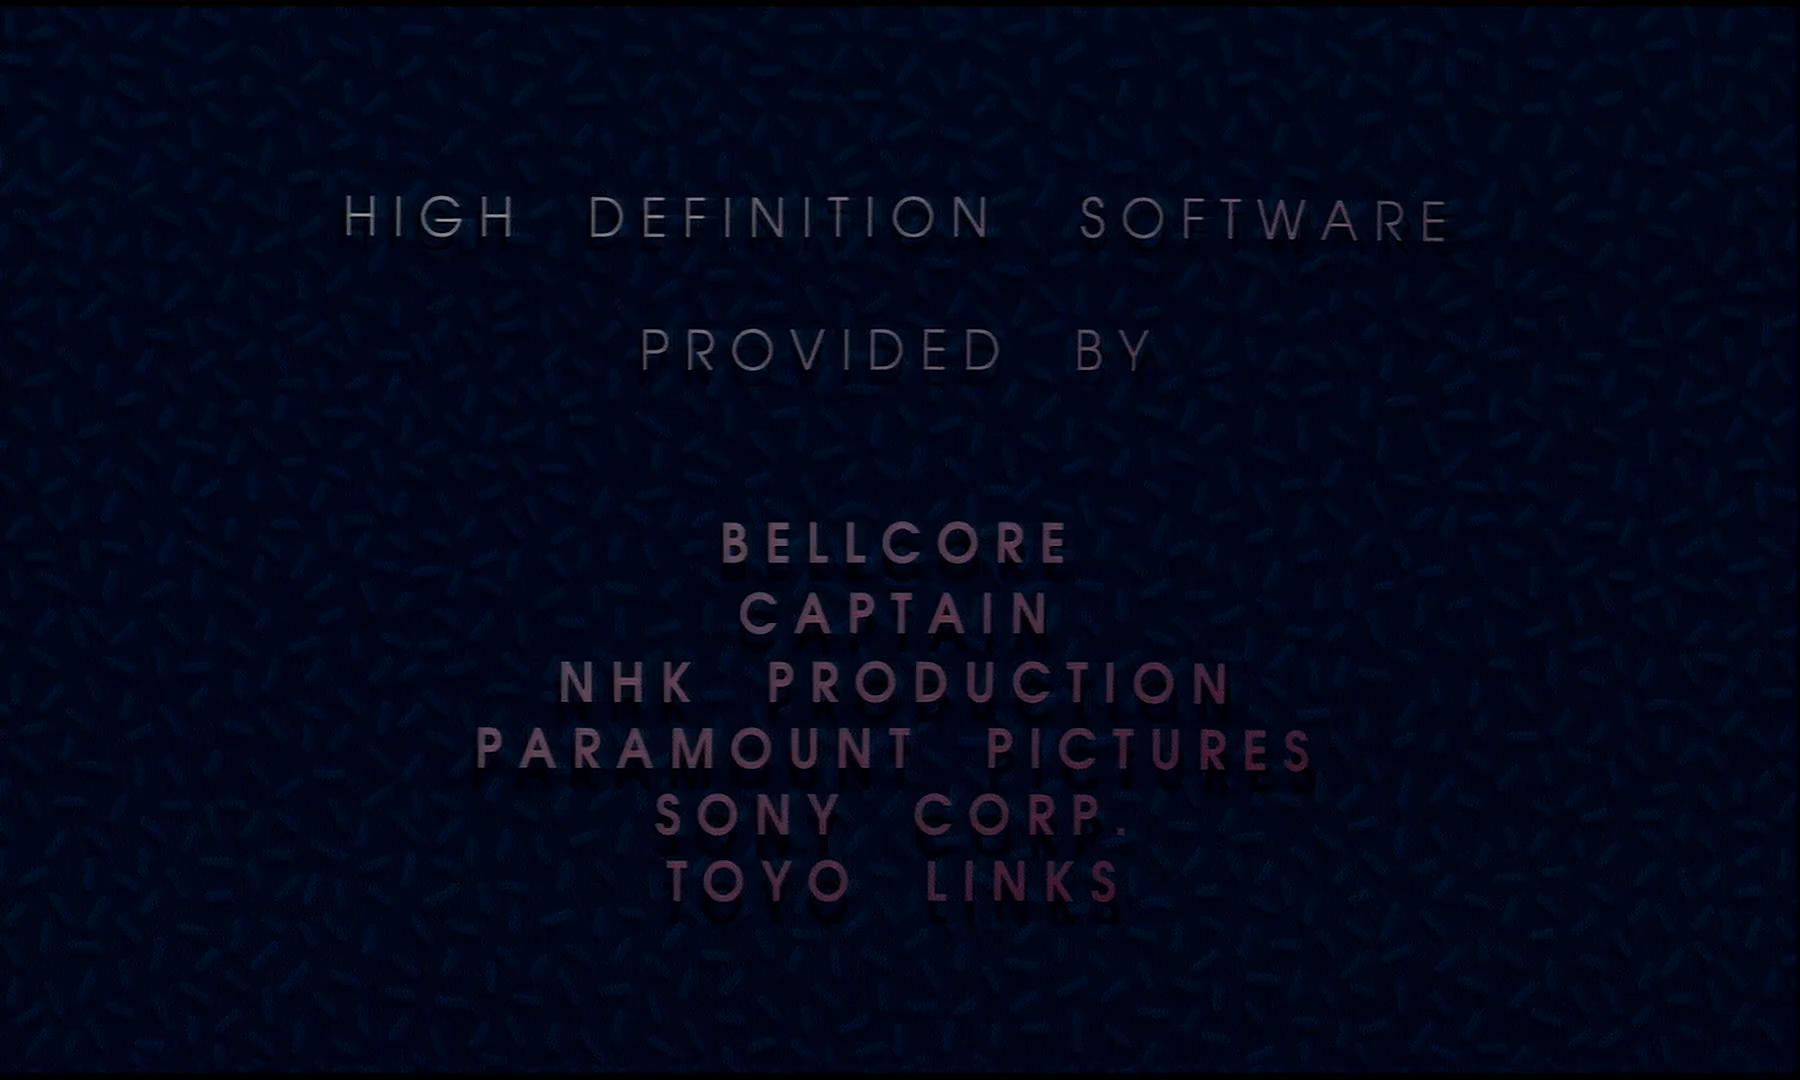 HIGH DEFINITION SOFTWARE
PROVIDED BY
BELLCORE
CAPTAIN
NHK PRODUCTION
PARAMOUNT PICTURES
SONY CORP.
TOYO LINKS